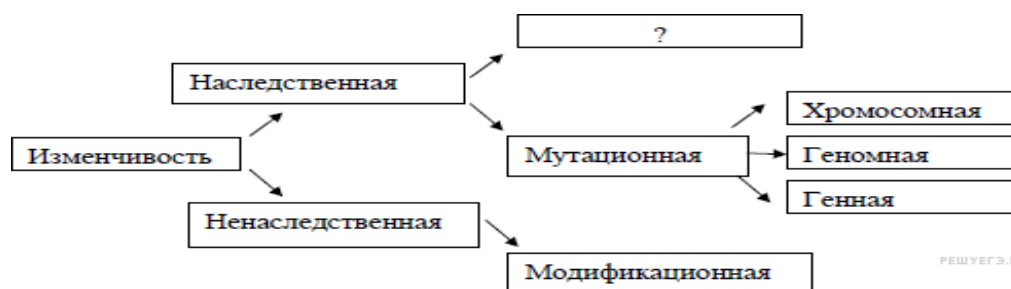 ?
Наследственная
Хромосомная
Изменчивость
Мутационная
Геномная
Генная
Ненаследственная
Модификационная